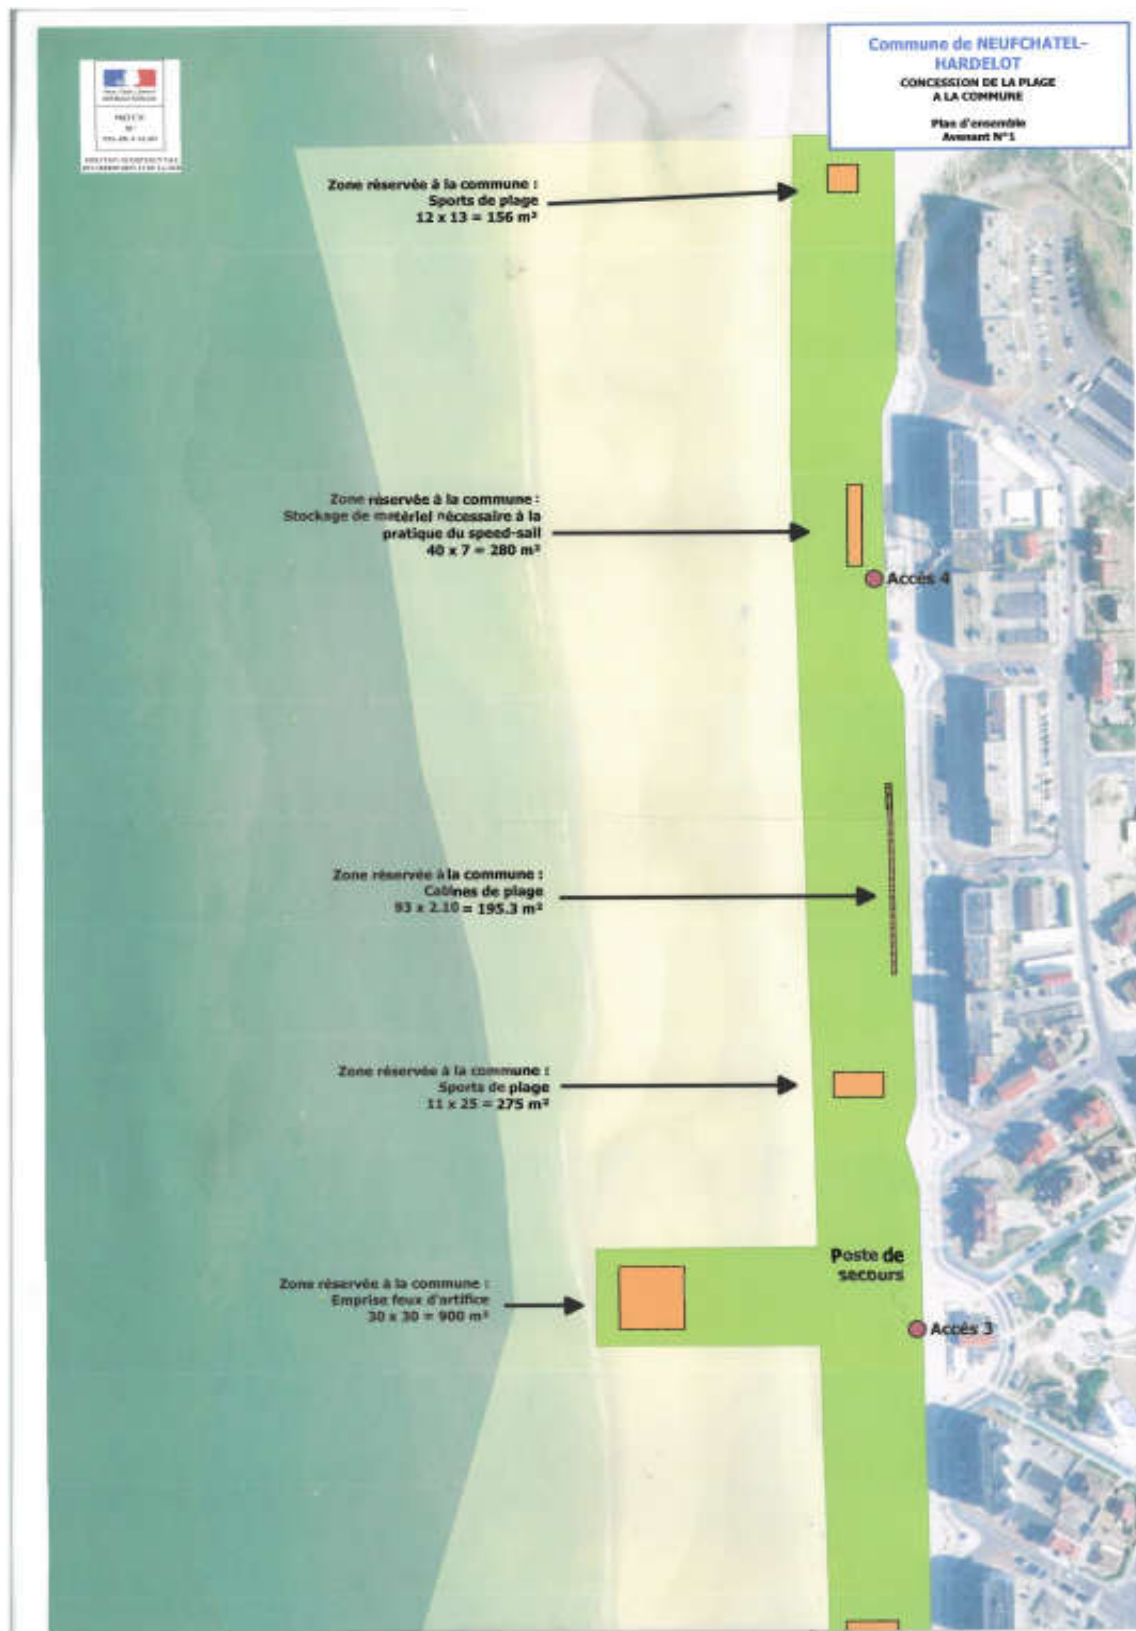 Commune de NEUFCHATEL-
HARDELOT
CONCESSION DE LA PLAGE
A LA COMMUNE
Plan d'ensemble
Avenant N°1
Zone réservée à la commune :
Sports de plage
12 x 13 = 156 m²
Zone réservée à la commune :
Stockage de matériel nécessaire à la
pratique du speed-sail
40 x 7 = 280 m²
Accès 4
Zone réservée à la commune :
Cabines de plage
93 x 2.10 = 195.3 m²
Zone réservée à la commune :
Sports de plage
11 x 25 = 275 m²
Poste de
secours
Zone réservée à la commune :
Emprise feux d'artifice
30 x 30 = 900 m²
Accès 3